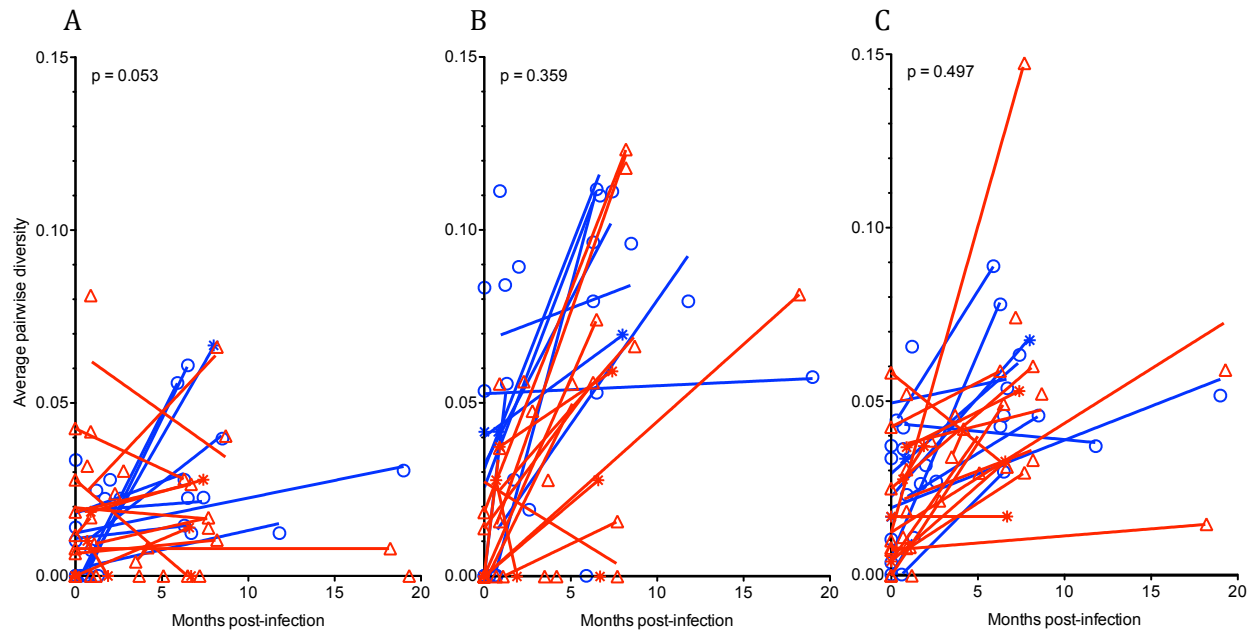 A B C
0.15 0.15 0.15
p = 0.053 p = 0.359 p = 0.497
0.10 0.10 0.10
Average pairwise diversity
0.05 0.05 0.05
0.00 0.00 0.00
0 5 10 15 20 0 5 10 15 20 0 5 10 15 20
Months post-infection Months post-infection Months post-infection